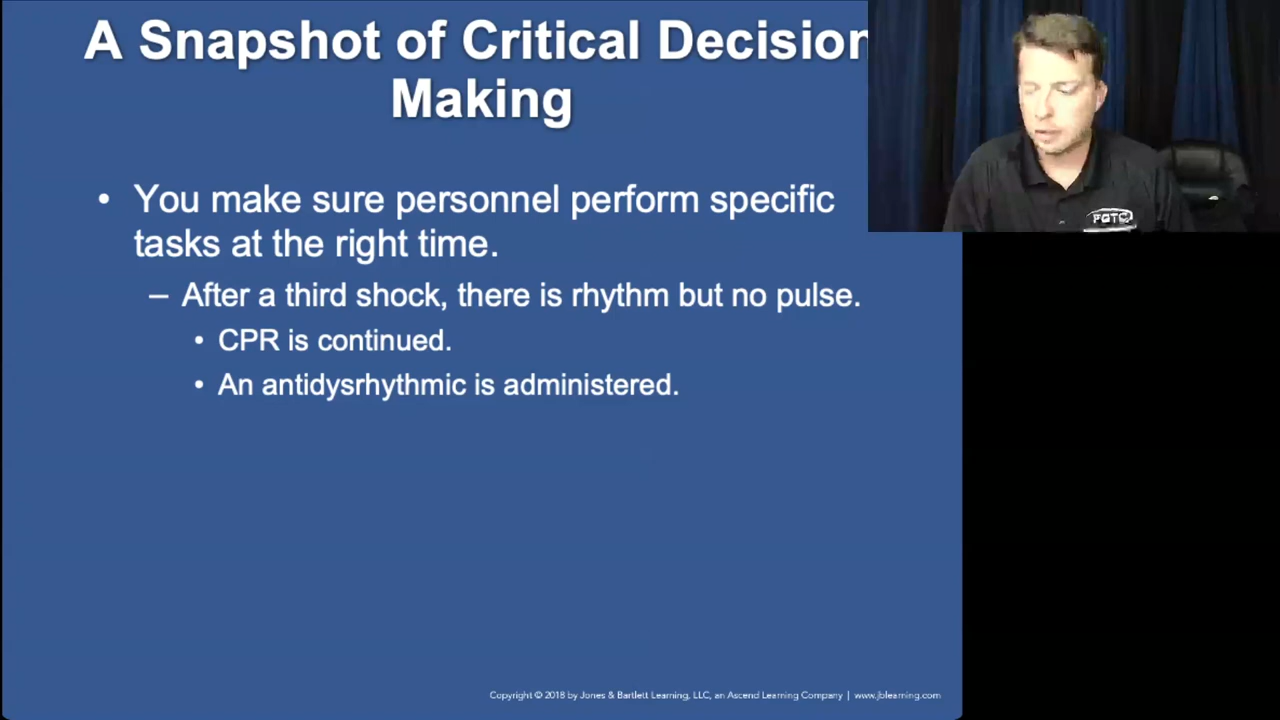 A Snapshot of Critical Decision
Making
• You make sure personnel perform specific
tasks at the right time.
– After a third shock, there is rhythm but no pulse.
• CPR is continued.
• An antidysrhythmic is administered.
PGTC
Copyright © 2018 by Jones & Bartlett Learning, LLC, an Ascend Learning Company | www.jblearning.com